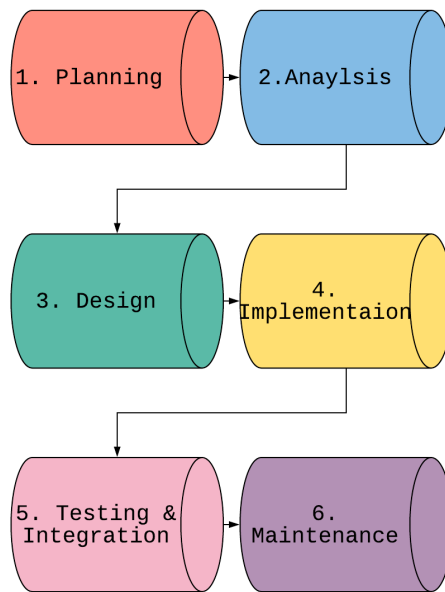 1. Planning
2.Anaylsis
3. Design
4.
Implementaion
5. Testing &
Integration
6.
Maintenance